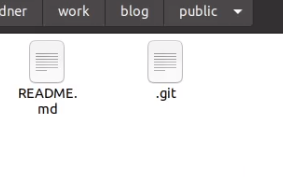 dner work blog public
README. .git
md